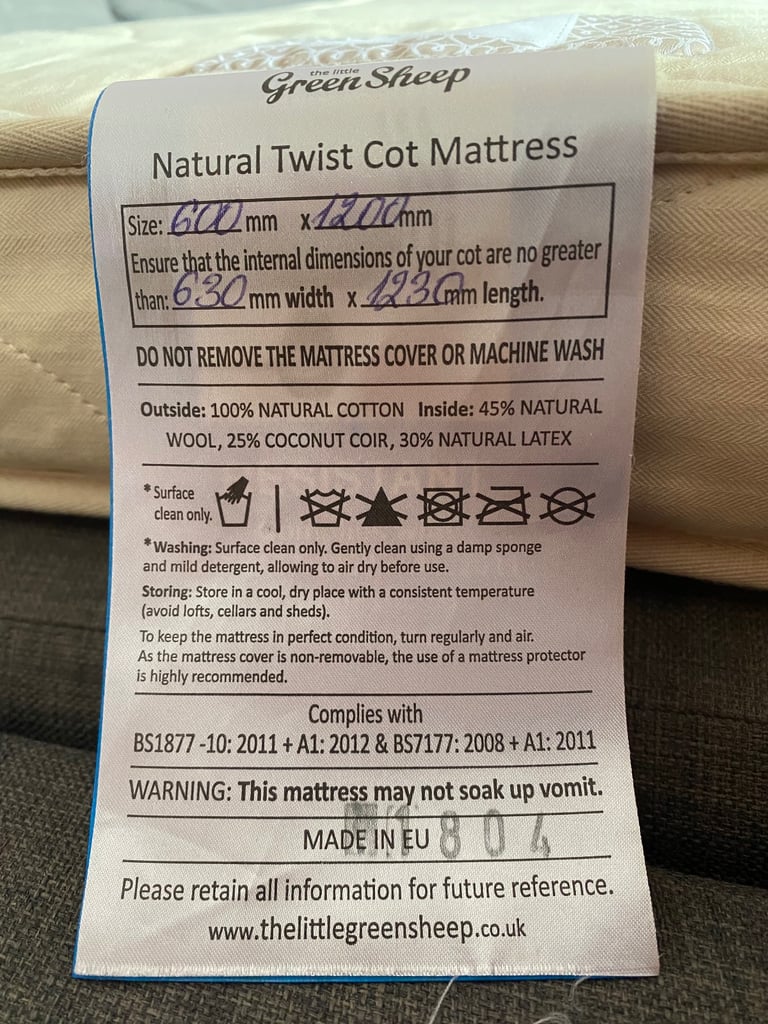 the little
Green Sheep
Natural Twist Cot Mattress
Size: 600 mm x 1200 mm
Ensure that the internal dimensions of your cot are no greater
than: 630 mm width x 1230 mm length.
DO NOT REMOVE THE MATTRESS COVER OR MACHINE WASH
Outside: 100% NATURAL COTTON Inside: 45% NATURAL
WOOL, 25% COCONUT COIR, 30% NATURAL LATEX
*Surface
clean only.
*Washing: Surface clean only. Gently clean using a damp sponge
and mild detergent, allowing to air dry before use.
Storing: Store in a cool, dry place with a consistent temperature
(avoid lofts, cellars and sheds).
To keep the mattress in perfect condition, turn regularly and air.
As the mattress cover is non-removable, the use of a mattress protector
is highly recommended.
Complies with
BS1877 -10: 2011 + A1: 2012 & BS7177: 2008 + A1: 2011
WARNING: This mattress may not soak up vomit.
MADE IN EU 804
Please retain all information for future reference.
www.thelittlegreensheep.co.uk